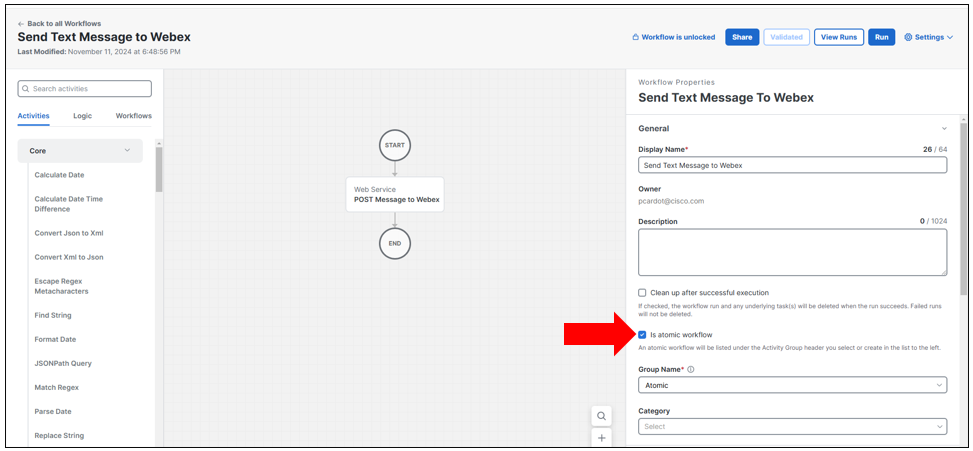 ← Back to all Workflows
Send Text Message to Webex
Last Modified: November 11, 2024 at 6:48:56 PM
Workflow is unlocked
Share
Validated
View Runs
Run
Settings
Search activities
Activities Logic Workflows
Core
Calculate Date
Calculate Date Time
Difference
Convert Json to Xml
Convert Xml to Json
Escape Regex
Metacharacters
Find String
Format Date
JSONPath Query
Match Regex
Parse Date
Replace String
START
Web Service
POST Message to Webex
END
Workflow Properties
Send Text Message To Webex
General
Display Name* 26 / 64
Send Text Message to Webex
Owner
pcardot@cisco.com
Description 0 / 1024
Clean up after successful execution
If checked, the workflow run and any underlying task(s) will be deleted when the run succeeds. Failed runs
will not be deleted.
Is atomic workflow
An atomic workflow will be listed under the Activity Group header you select or create in the list to the left.
Group Name*
Atomic
Category
Select